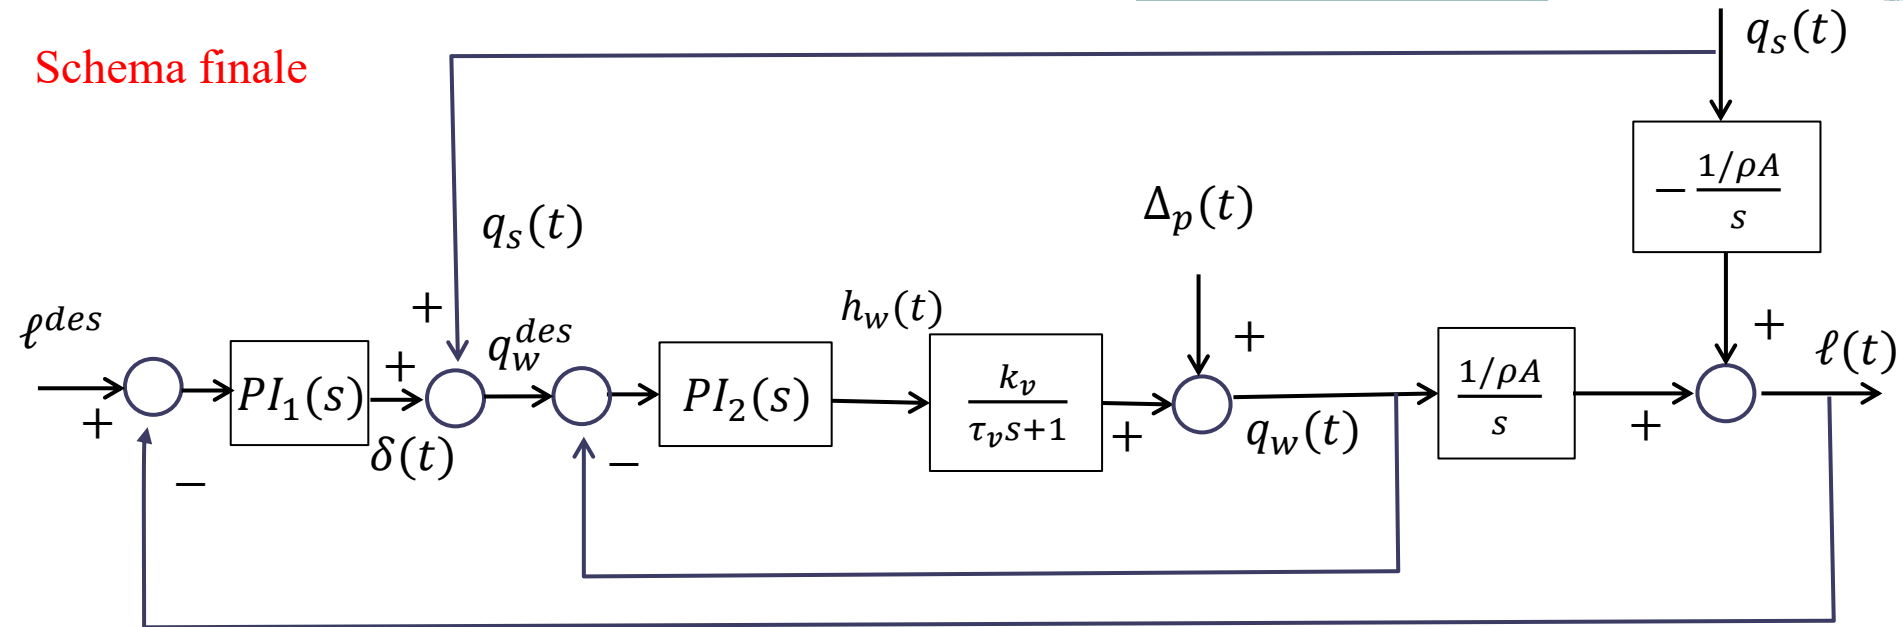 Schema finale
q_s(t)
− (1/ρA)/s
q_s(t)
Δ_p(t)
+
+
+
ℓ^{des}
+
−
PI_1(s)
+
δ(t)
q_w^{des}
−
PI_2(s)
h_w(t)
k_v/(τ_v s+1)
+
q_w(t)
(1/ρA)/s
+
ℓ(t)